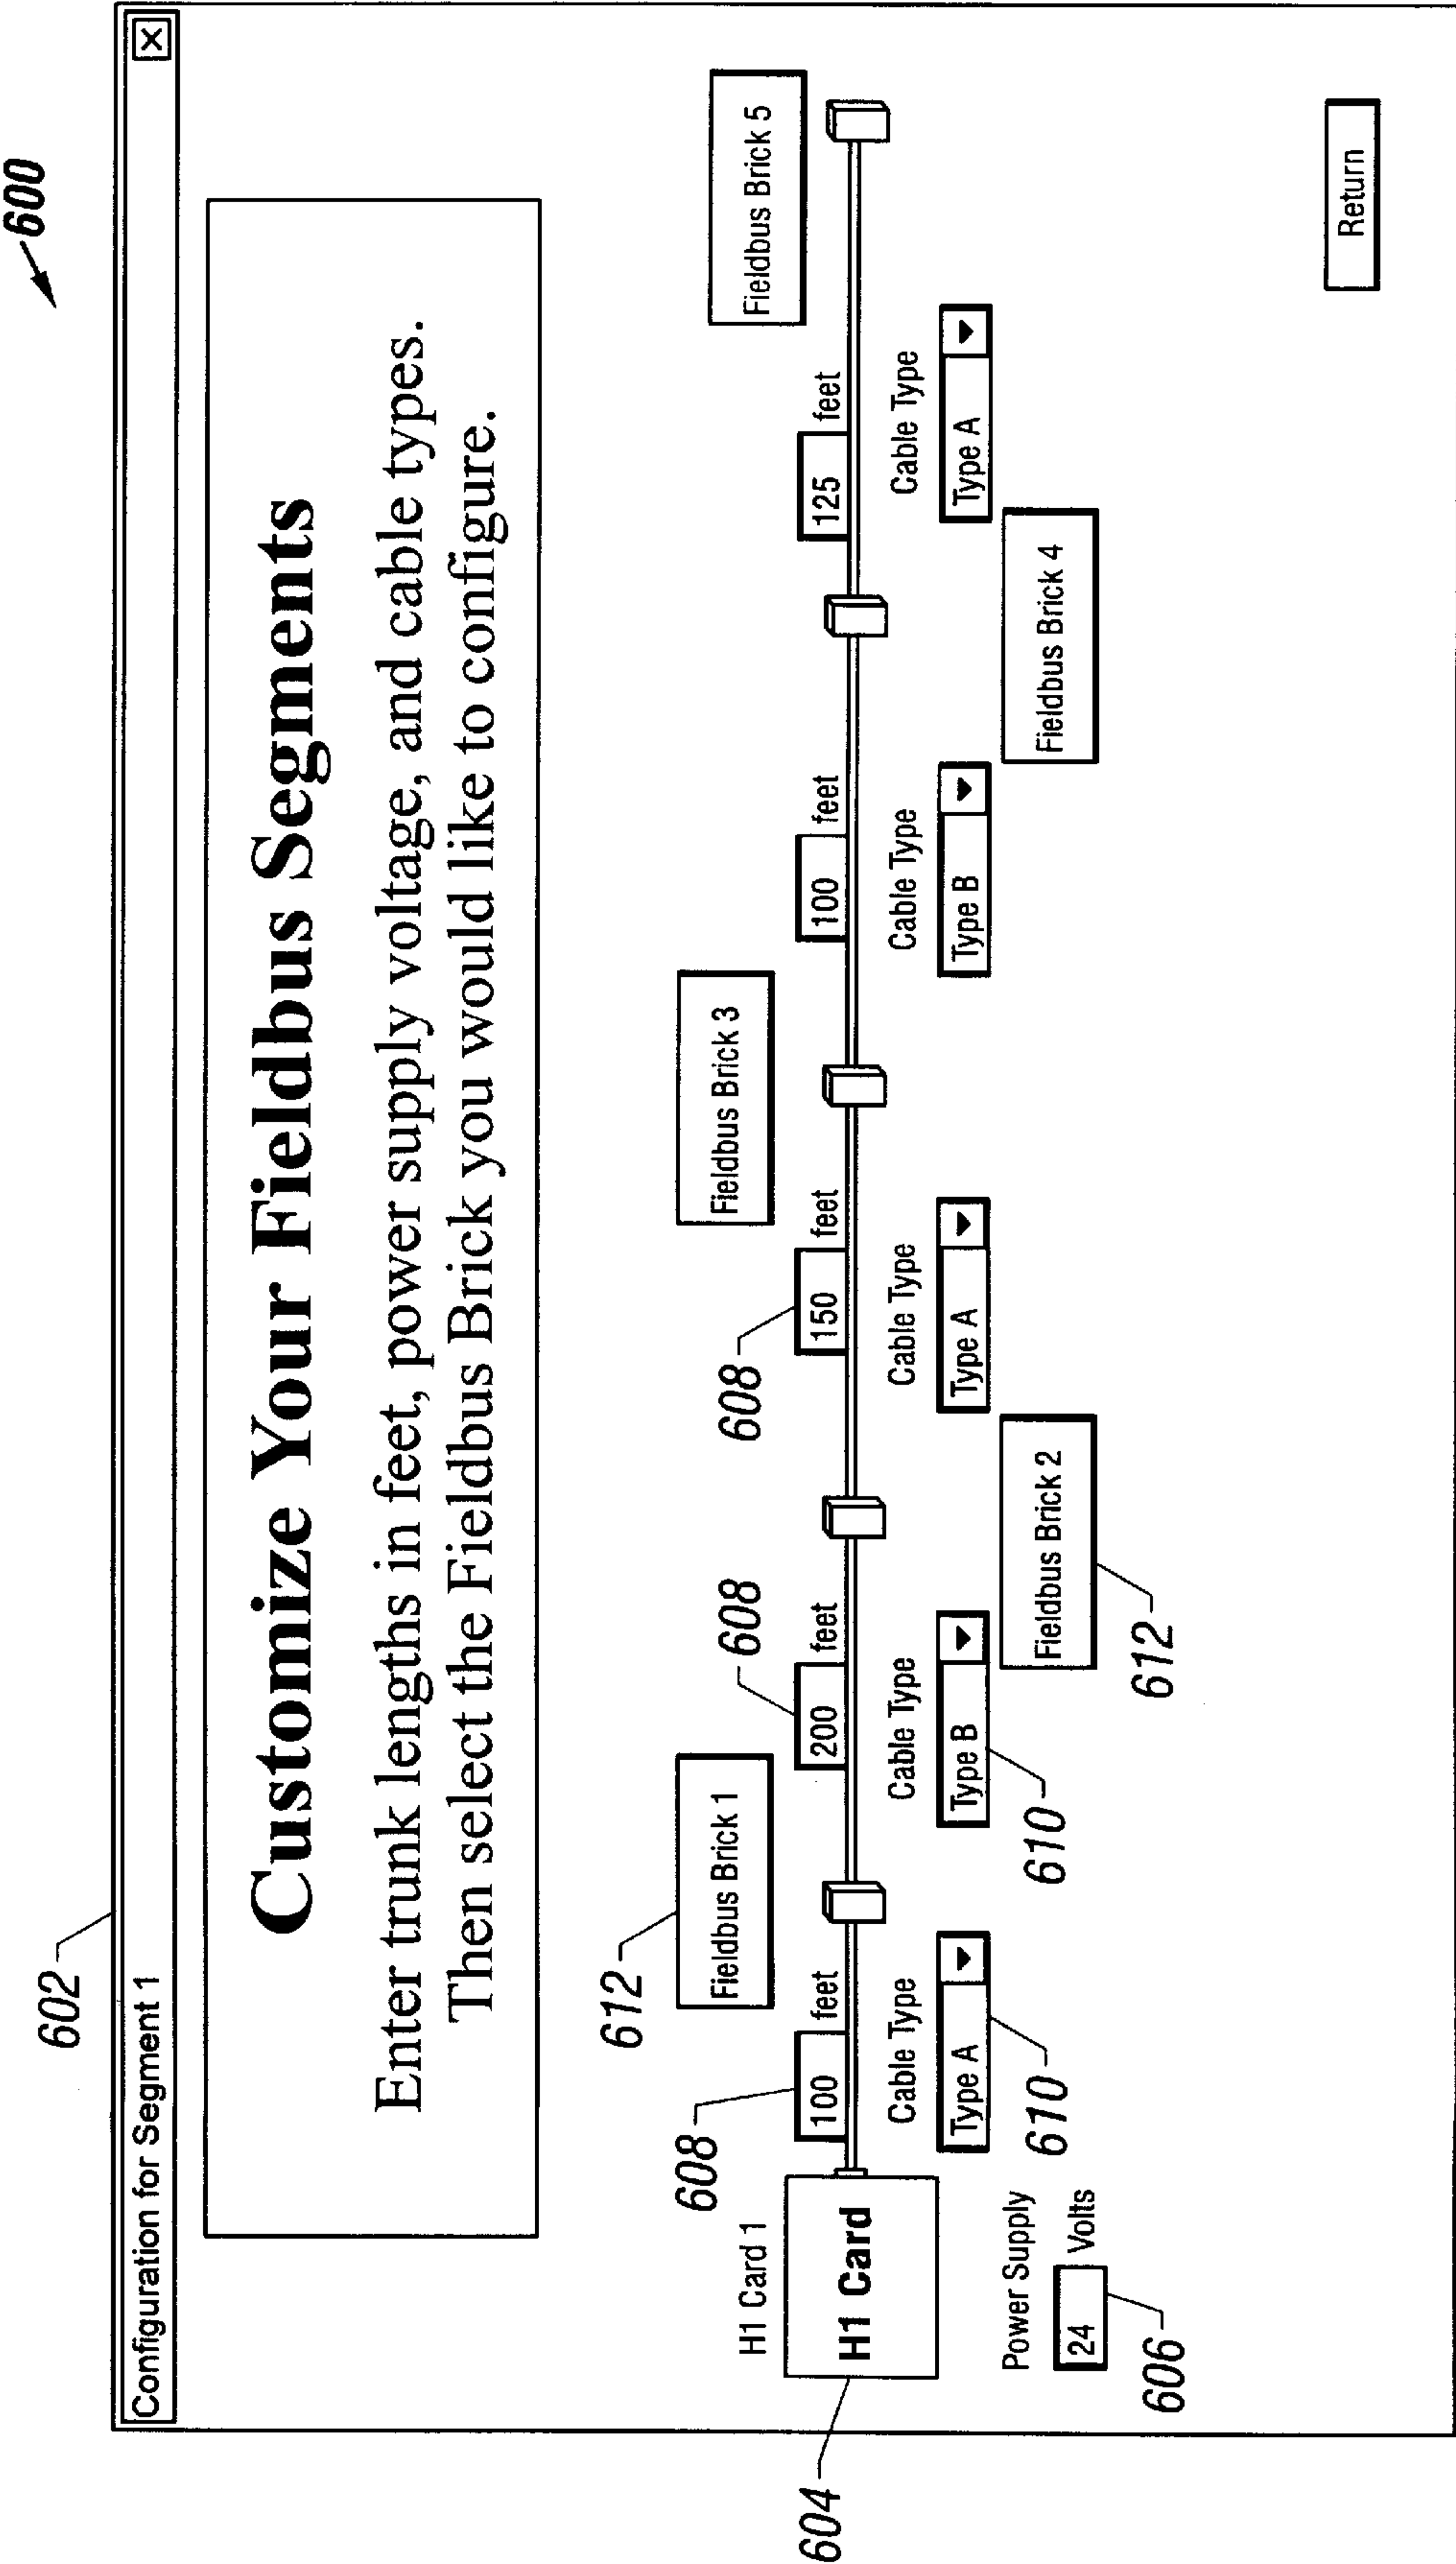 600
602
Configuration for Segment 1
Customize Your Fieldbus Segments
Enter trunk lengths in feet, power supply voltage, and cable types.
Then select the Fieldbus Brick you would like to configure.
612
608
608
608
H1 Card 1
Fieldbus Brick 1
Fieldbus Brick 3
Fieldbus Brick 5
100 feet
200 feet
150 feet
100 feet
125 feet
604
H1 Card
Cable Type
Cable Type
Cable Type
Cable Type
Cable Type
Type A
Type B
Type A
Type B
Type A
Power Supply
24 Volts
606
610
610
Fieldbus Brick 2
Fieldbus Brick 4
612
Return